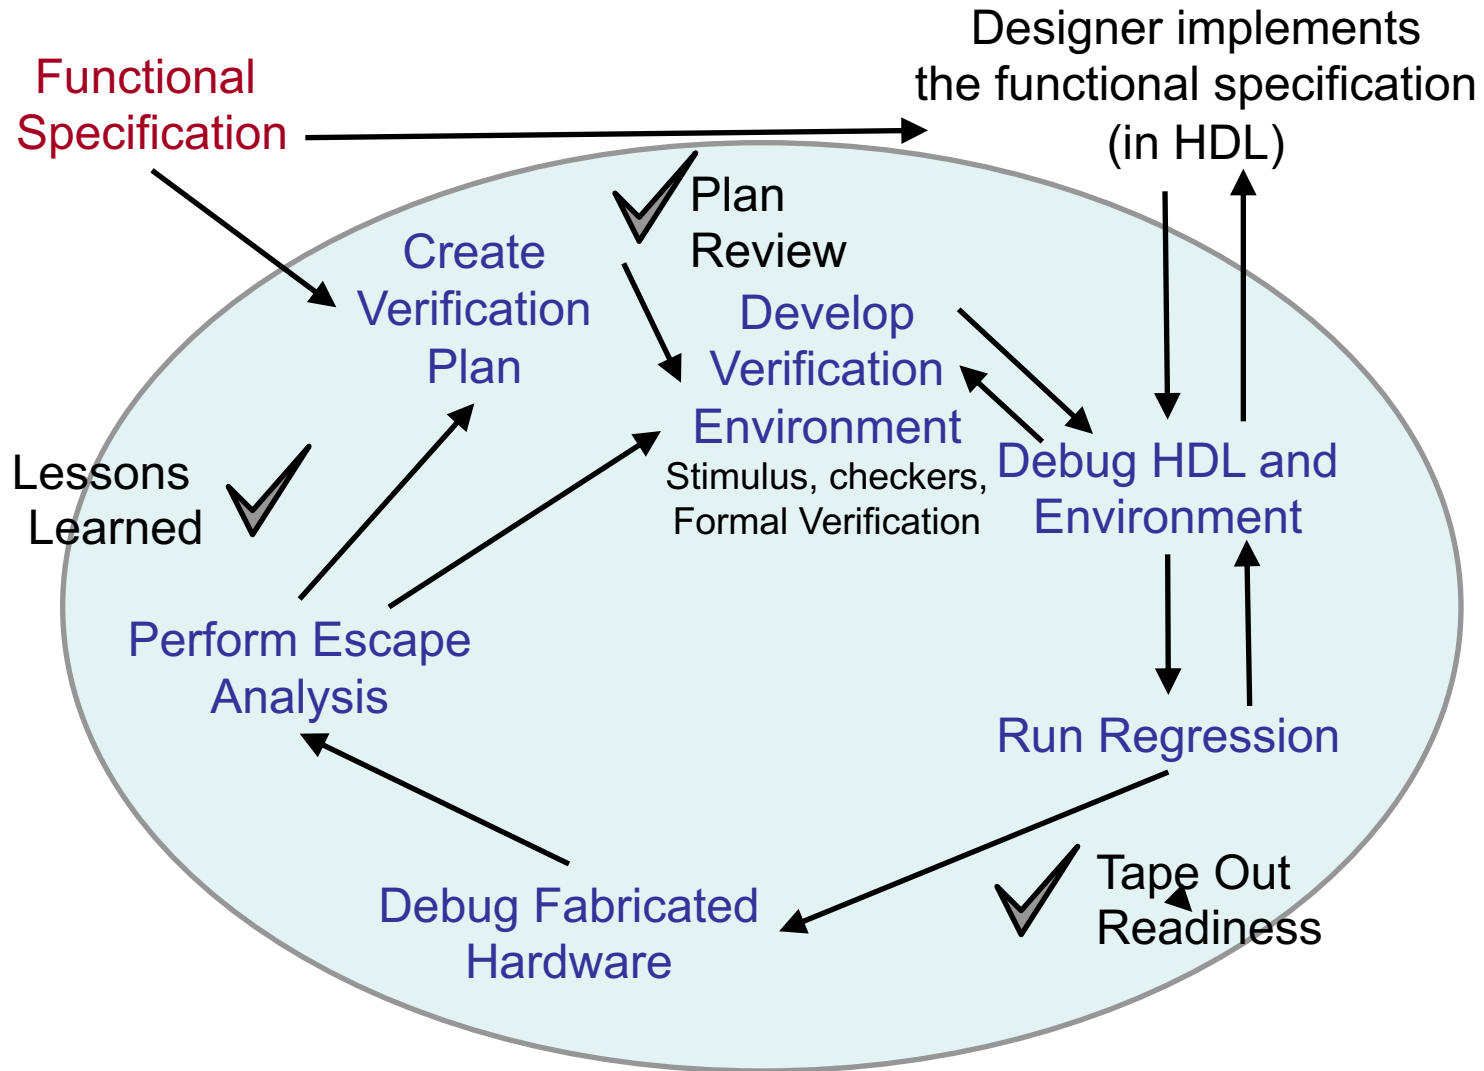 Functional
Specification
Designer implements
the functional specification
(in HDL)
Plan
Review
Create
Verification
Plan
Develop
Verification
Environment
Stimulus, checkers,
Formal Verification
Debug HDL and
Environment
Lessons
Learned
Perform Escape
Analysis
Run Regression
Tape Out
Readiness
Debug Fabricated
Hardware